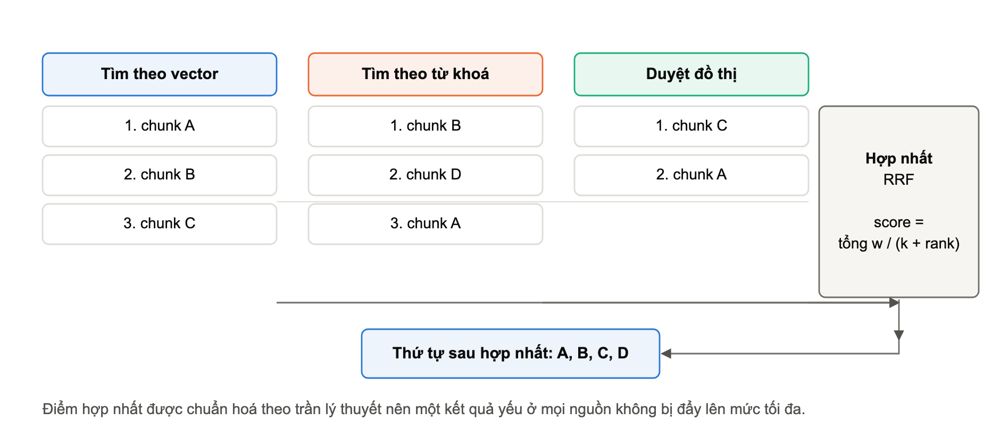 Tìm theo vector
1. chunk A
2. chunk B
3. chunk C
Tìm theo từ khoá
1. chunk B
2. chunk D
3. chunk A
Duyệt đồ thị
1. chunk C
2. chunk A
Hợp nhất
RRF
score =
tổng w / (k + rank)
Thứ tự sau hợp nhất: A, B, C, D
Điểm hợp nhất được chuẩn hoá theo trần lý thuyết nên một kết quả yếu ở mọi nguồn không bị đẩy lên mức tối đa.